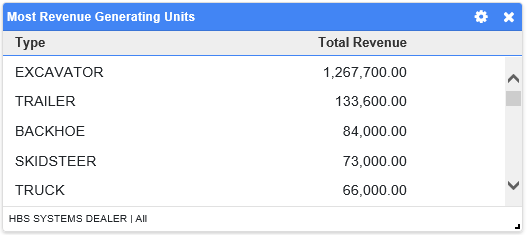 Most Revenue Generating Units
Type Total Revenue
EXCAVATOR 1,267,700.00
TRAILER 133,600.00
BACKHOE 84,000.00
SKIDSTEER 73,000.00
TRUCK 66,000.00
HBS SYSTEMS DEALER | All